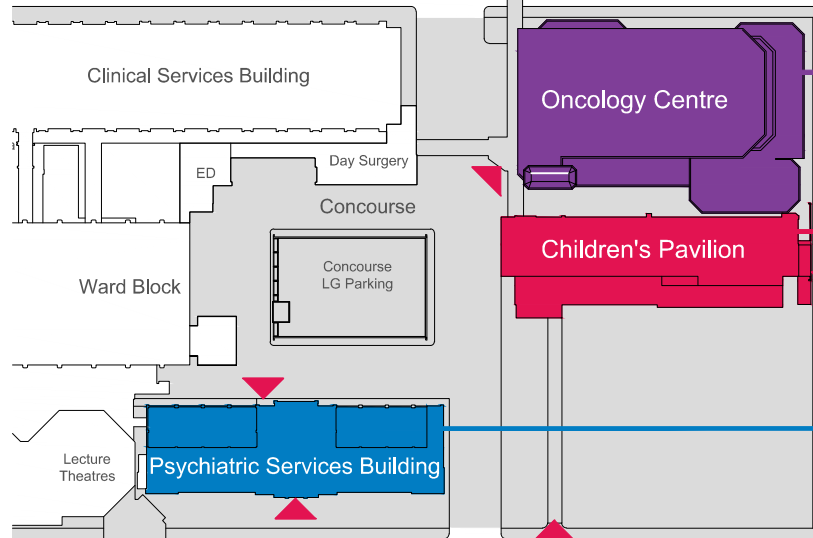 Clinical Services Building
Oncology Centre
ED
Day Surgery
Concourse
Children's Pavilion
Ward Block
Concourse
LG Parking
Lecture
Theatres
Psychiatric Services Building